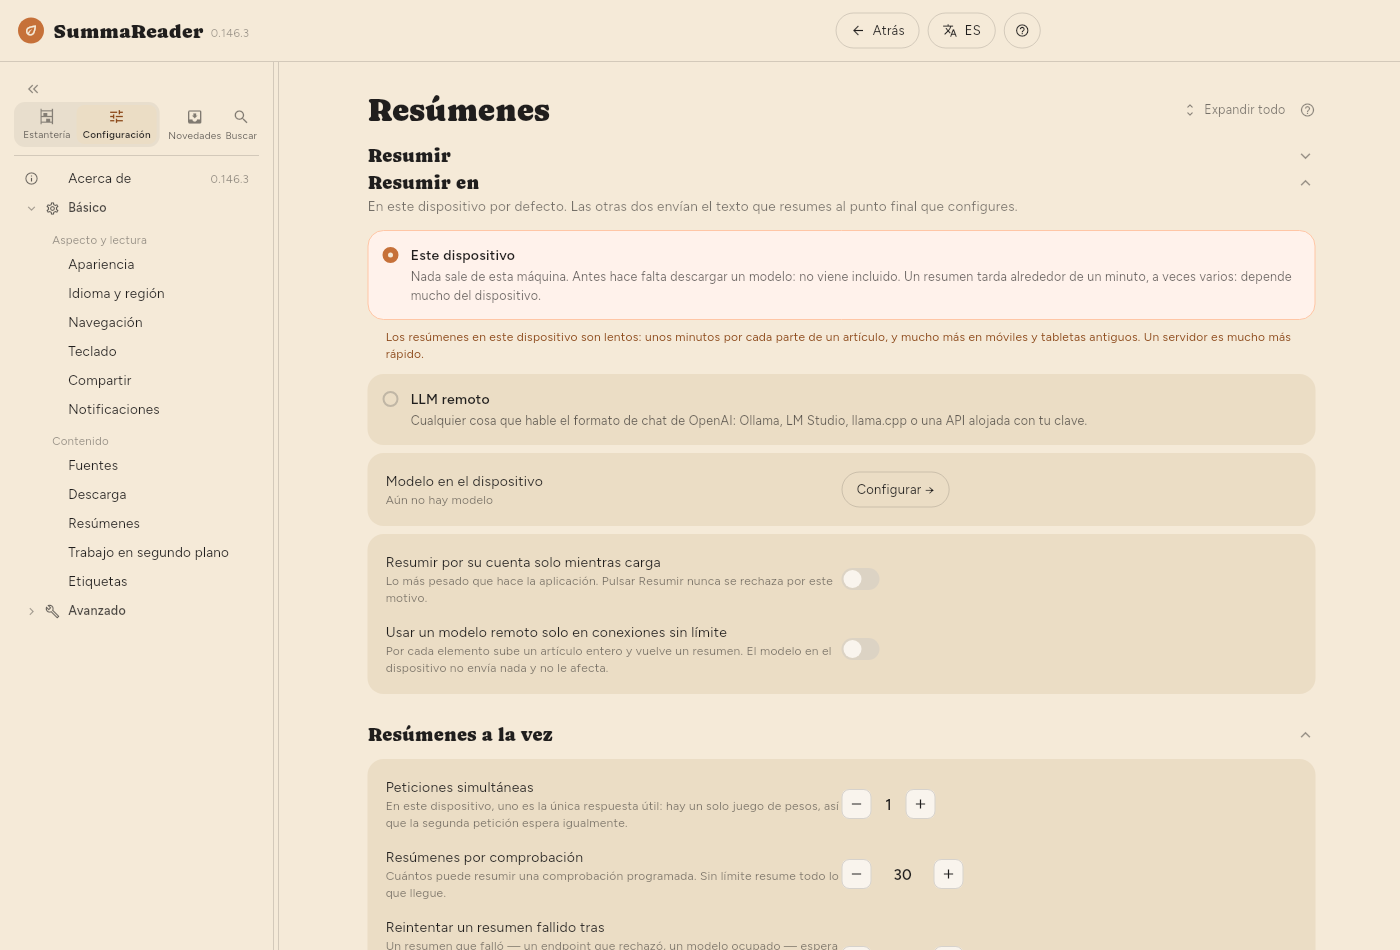 SummaReader 0.146.3
Atrás
ES
Estantería
Configuración
Novedades
Buscar
Acerca de 0.146.3
Básico
Aspecto y lectura
Apariencia
Idioma y región
Navegación
Teclado
Compartir
Notificaciones
Contenido
Fuentes
Descarga
Resúmenes
Trabajo en segundo plano
Etiquetas
Avanzado
Resúmenes
Expandir todo
Resumir
Resumir en
En este dispositivo por defecto. Las otras dos envían el texto que resumes al punto final que configures.
Este dispositivo
Nada sale de esta máquina. Antes hace falta descargar un modelo: no viene incluido. Un resumen tarda alrededor de un minuto, a veces varios: depende
mucho del dispositivo.
Los resúmenes en este dispositivo son lentos: unos minutos por cada parte de un artículo, y mucho más en móviles y tabletas antiguos. Un servidor es mucho más
rápido.
LLM remoto
Cualquier cosa que hable el formato de chat de OpenAI: Ollama, LM Studio, llama.cpp o una API alojada con tu clave.
Modelo en el dispositivo
Aún no hay modelo
Configurar →
Resumir por su cuenta solo mientras carga
Lo más pesado que hace la aplicación. Pulsar Resumir nunca se rechaza por este
motivo.
Usar un modelo remoto solo en conexiones sin límite
Por cada elemento sube un artículo entero y vuelve un resumen. El modelo en el
dispositivo no envía nada y no le afecta.
Resúmenes a la vez
Peticiones simultáneas
En este dispositivo, uno es la única respuesta útil: hay un solo juego de pesos, así
que la segunda petición espera igualmente.
− 1 +
Resúmenes por comprobación
Cuántos puede resumir una comprobación programada. Sin límite resume todo lo
que llegue.
− 30 +
Reintentar un resumen fallido tras
Un resumen que falló — un endpoint que rechazó, un modelo ocupado — espera